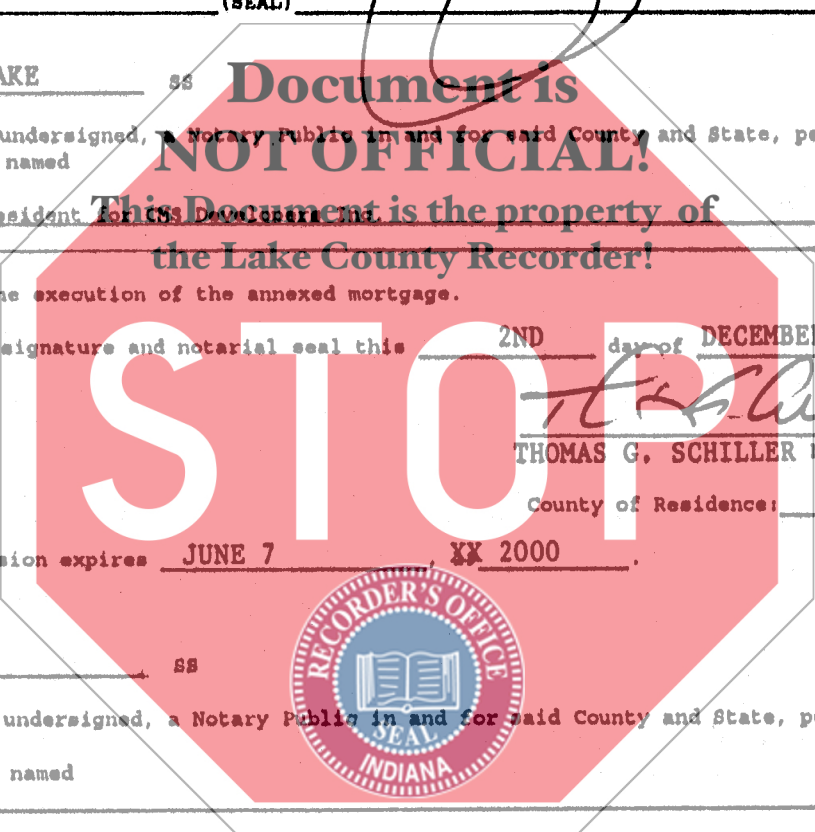 (SEAL)
AKE SS
Document is
undersigned, a Notary Public in and for said County and State, pe
NOT OFFICIAL!
named
This Document is the property of
esident for CMS Developers Inc.
the Lake County Recorder!
he execution of the annexed mortgage.
STOP
signature and notarial seal this 2ND day of DECEMBER
THOMAS G. SCHILLER
County of Residence:
sion expires JUNE 7, XX 2000.
RECORDER'S OFFICE
SS
undersigned, a Notary Public in and for said County and State, p
SEAL
INDIANA
named